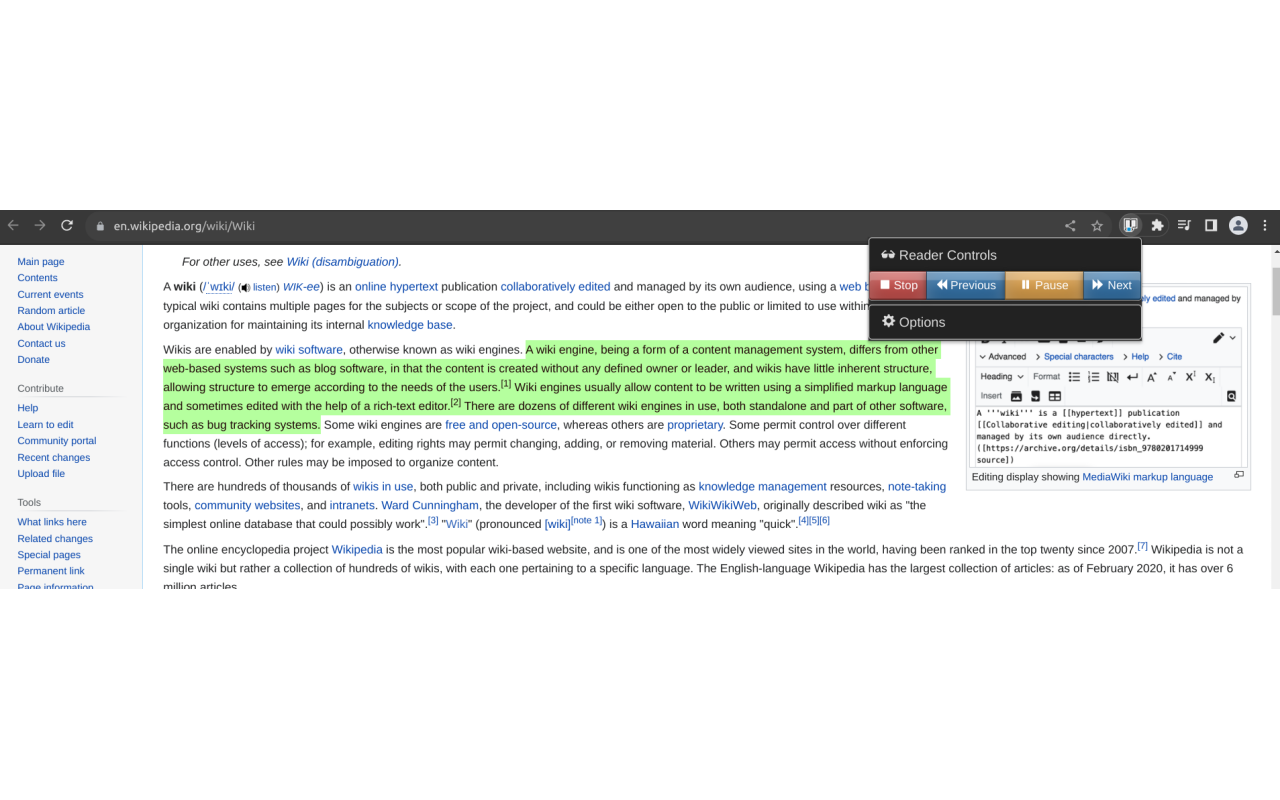 en.wikipedia.org/wiki/Wiki
Reader Controls
Stop
Previous
Pause
Next
Options
Main page
Contents
Current events
Random article
About Wikipedia
Contact us
Donate
Contribute
Help
Learn to edit
Community portal
Recent changes
Upload file
Tools
What links here
Related changes
Special pages
Permanent link
Page information
For other uses, see Wiki (disambiguation).
A wiki (/ˈwɪki/ ( listen) WIK-ee) is an online hypertext publication collaboratively edited and managed by its own audience, using a web
typical wiki contains multiple pages for the subjects or scope of the project, and could be either open to the public or limited to use within
organization for maintaining its internal knowledge base.
Wikis are enabled by wiki software, otherwise known as wiki engines. A wiki engine, being a form of a content management system, differs from other
web-based systems such as blog software, in that the content is created without any defined owner or leader, and wikis have little inherent structure,
allowing structure to emerge according to the needs of the users.[1] Wiki engines usually allow content to be written using a simplified markup language
and sometimes edited with the help of a rich-text editor.[2] There are dozens of different wiki engines in use, both standalone and part of other software,
such as bug tracking systems. Some wiki engines are free and open-source, whereas others are proprietary. Some permit control over different
functions (levels of access); for example, editing rights may permit changing, adding, or removing material. Others may permit access without enforcing
access control. Other rules may be imposed to organize content.
There are hundreds of thousands of wikis in use, both public and private, including wikis functioning as knowledge management resources, note-taking
tools, community websites, and intranets. Ward Cunningham, the developer of the first wiki software, WikiWikiWeb, originally described wiki as "the
simplest online database that could possibly work".[3] "Wiki" (pronounced [wiki][note 1]) is a Hawaiian word meaning "quick".[4][5][6]
The online encyclopedia project Wikipedia is the most popular wiki-based website, and is one of the most widely viewed sites in the world, having been ranked in the top twenty since 2007.[7] Wikipedia is not a
single wiki but rather a collection of hundreds of wikis, with each one pertaining to a specific language. The English-language Wikipedia has the largest collection of articles: as of February 2020, it has over 6
million articles.
edited and managed by
Advanced Special characters Help Cite
Heading Format
Insert
A '''wiki''' is a [[hypertext]] publication
[[Collaborative editing|collaboratively edited]] and
managed by its own audience directly.
([[https://archive.org/details/isbn_9780201714999
source])
Editing display showing MediaWiki markup language